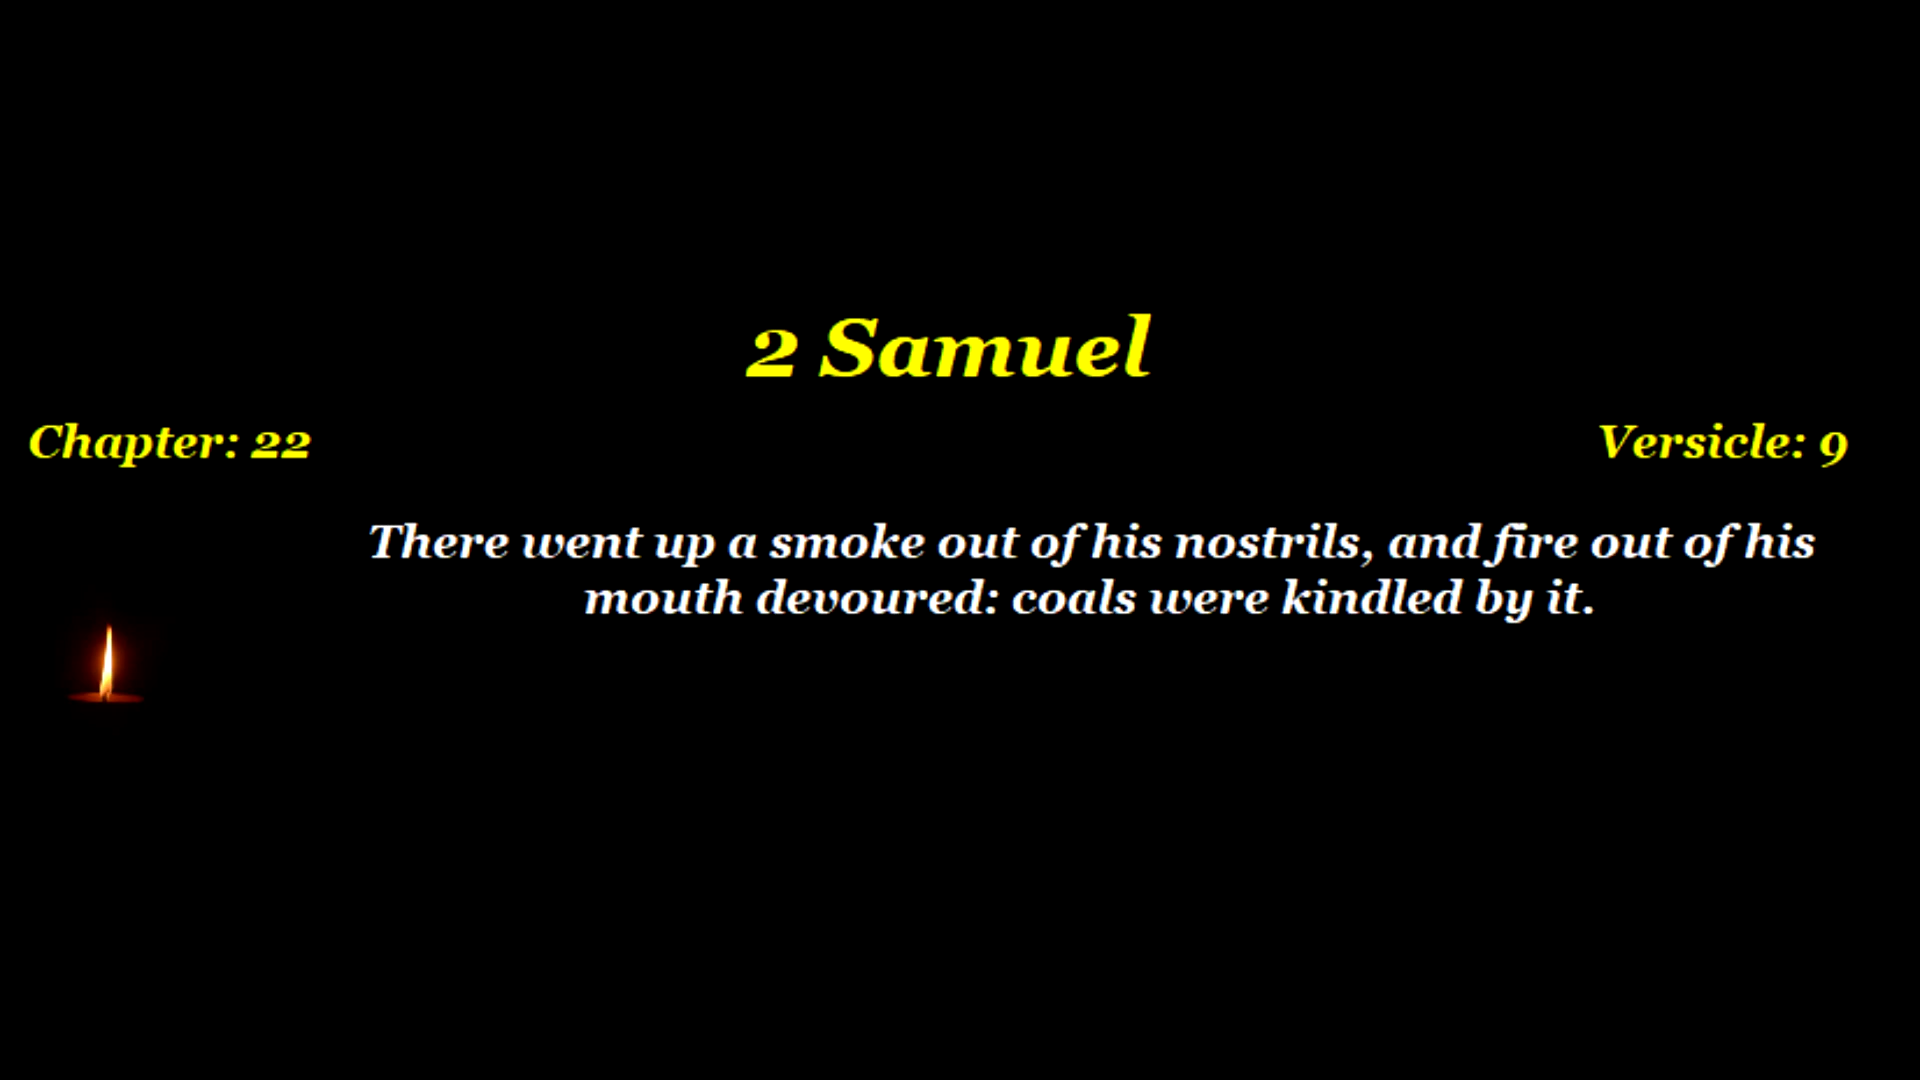 2 Samuel
Chapter: 22
Versicle: 9
There went up a smoke out of his nostrils, and fire out of his
mouth devoured: coals were kindled by it.